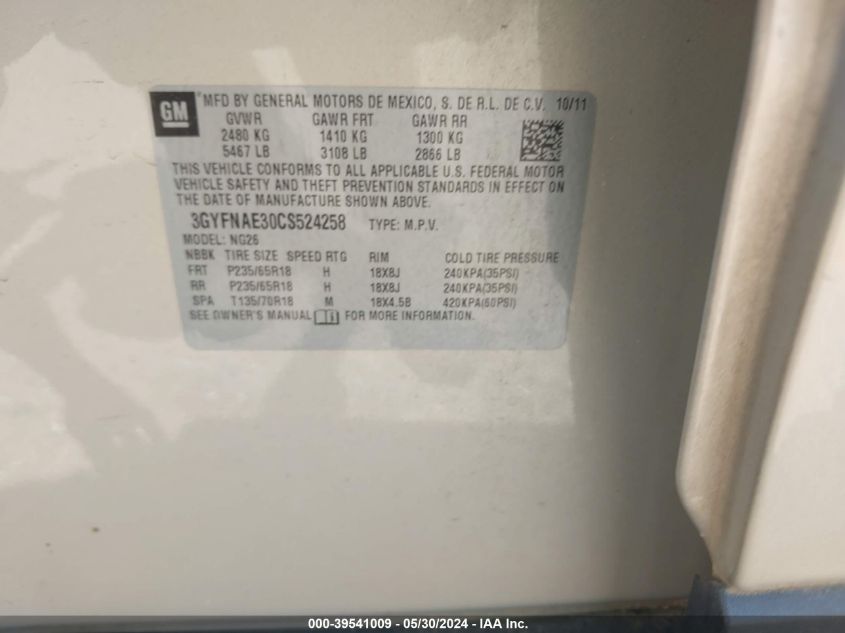 GM MFD BY GENERAL MOTORS DE MEXICO, S. DE R.L. DE C.V. 10/11
GVWR GAWR FRT GAWR RR
2480 KG 1410 KG 1300 KG
5467 LB 3108 LB 2866 LB
THIS VEHICLE CONFORMS TO ALL APPLICABLE U.S. FEDERAL MOTOR
VEHICLE SAFETY AND THEFT PREVENTION STANDARDS IN EFFECT ON
THE DATE OF MANUFACTURE SHOWN ABOVE.
3GYFNAE30CS524258 TYPE: M.P.V.
MODEL: NG26
NBBK TIRE SIZE SPEED RTG RIM COLD TIRE PRESSURE
FRT P235/65R18 H 18X8J 240KPA(35PSI)
RR P235/65R18 H 18X8J 240KPA(35PSI)
SPA T135/70R18 M 18X4.5B 420KPA(60PSI)
SEE OWNER'S MANUAL FOR MORE INFORMATION.
000-39541009 - 05/30/2024 - IAA Inc.